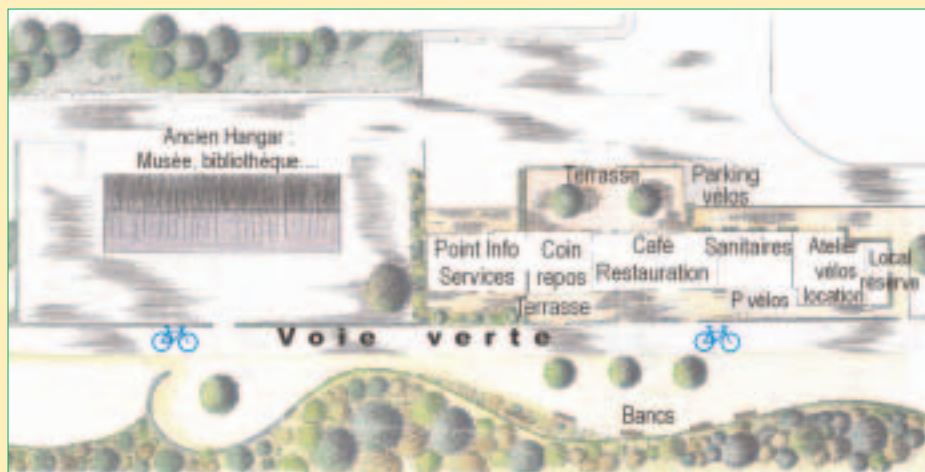 Ancien Hangar :
Musée, bibliothèque....
Terrasse
Parking
vélos
Point Info
Services
Coin
repos
Café
Restauration
Sanitaires
Atelier
vélos
location
Local
réserve
Terrasse
P vélos
Voie verte
Bancs